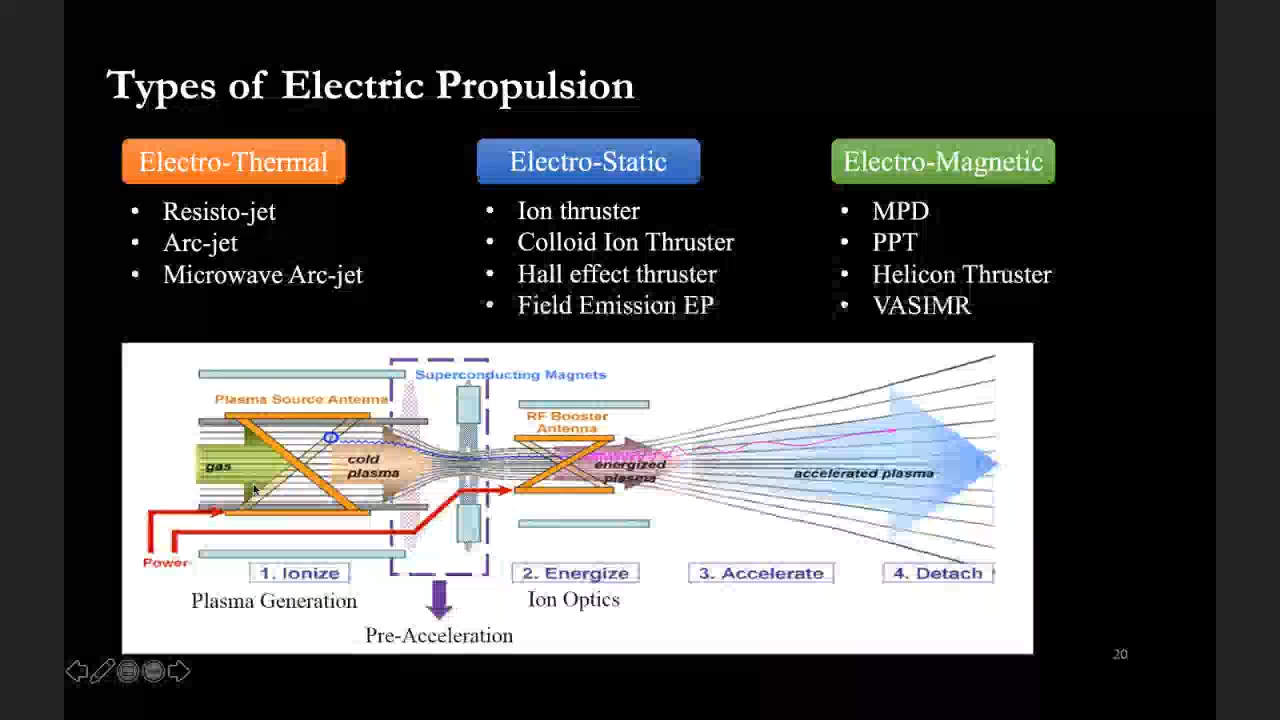 Types of Electric Propulsion
Electro-Thermal
• Resisto-jet
• Arc-jet
• Microwave Arc-jet
Electro-Static
• Ion thruster
• Colloid Ion Thruster
• Hall effect thruster
• Field Emission EP
Electro-Magnetic
• MPD
• PPT
• Helicon Thruster
• VASIMR
Superconducting Magnets
Plasma Source Antenna
RF Booster
Antenna
gas
cold
plasma
energized
plasma
accelerated plasma
Power
1. Ionize
2. Energize
3. Accelerate
4. Detach
Plasma Generation
Ion Optics
Pre-Acceleration
20